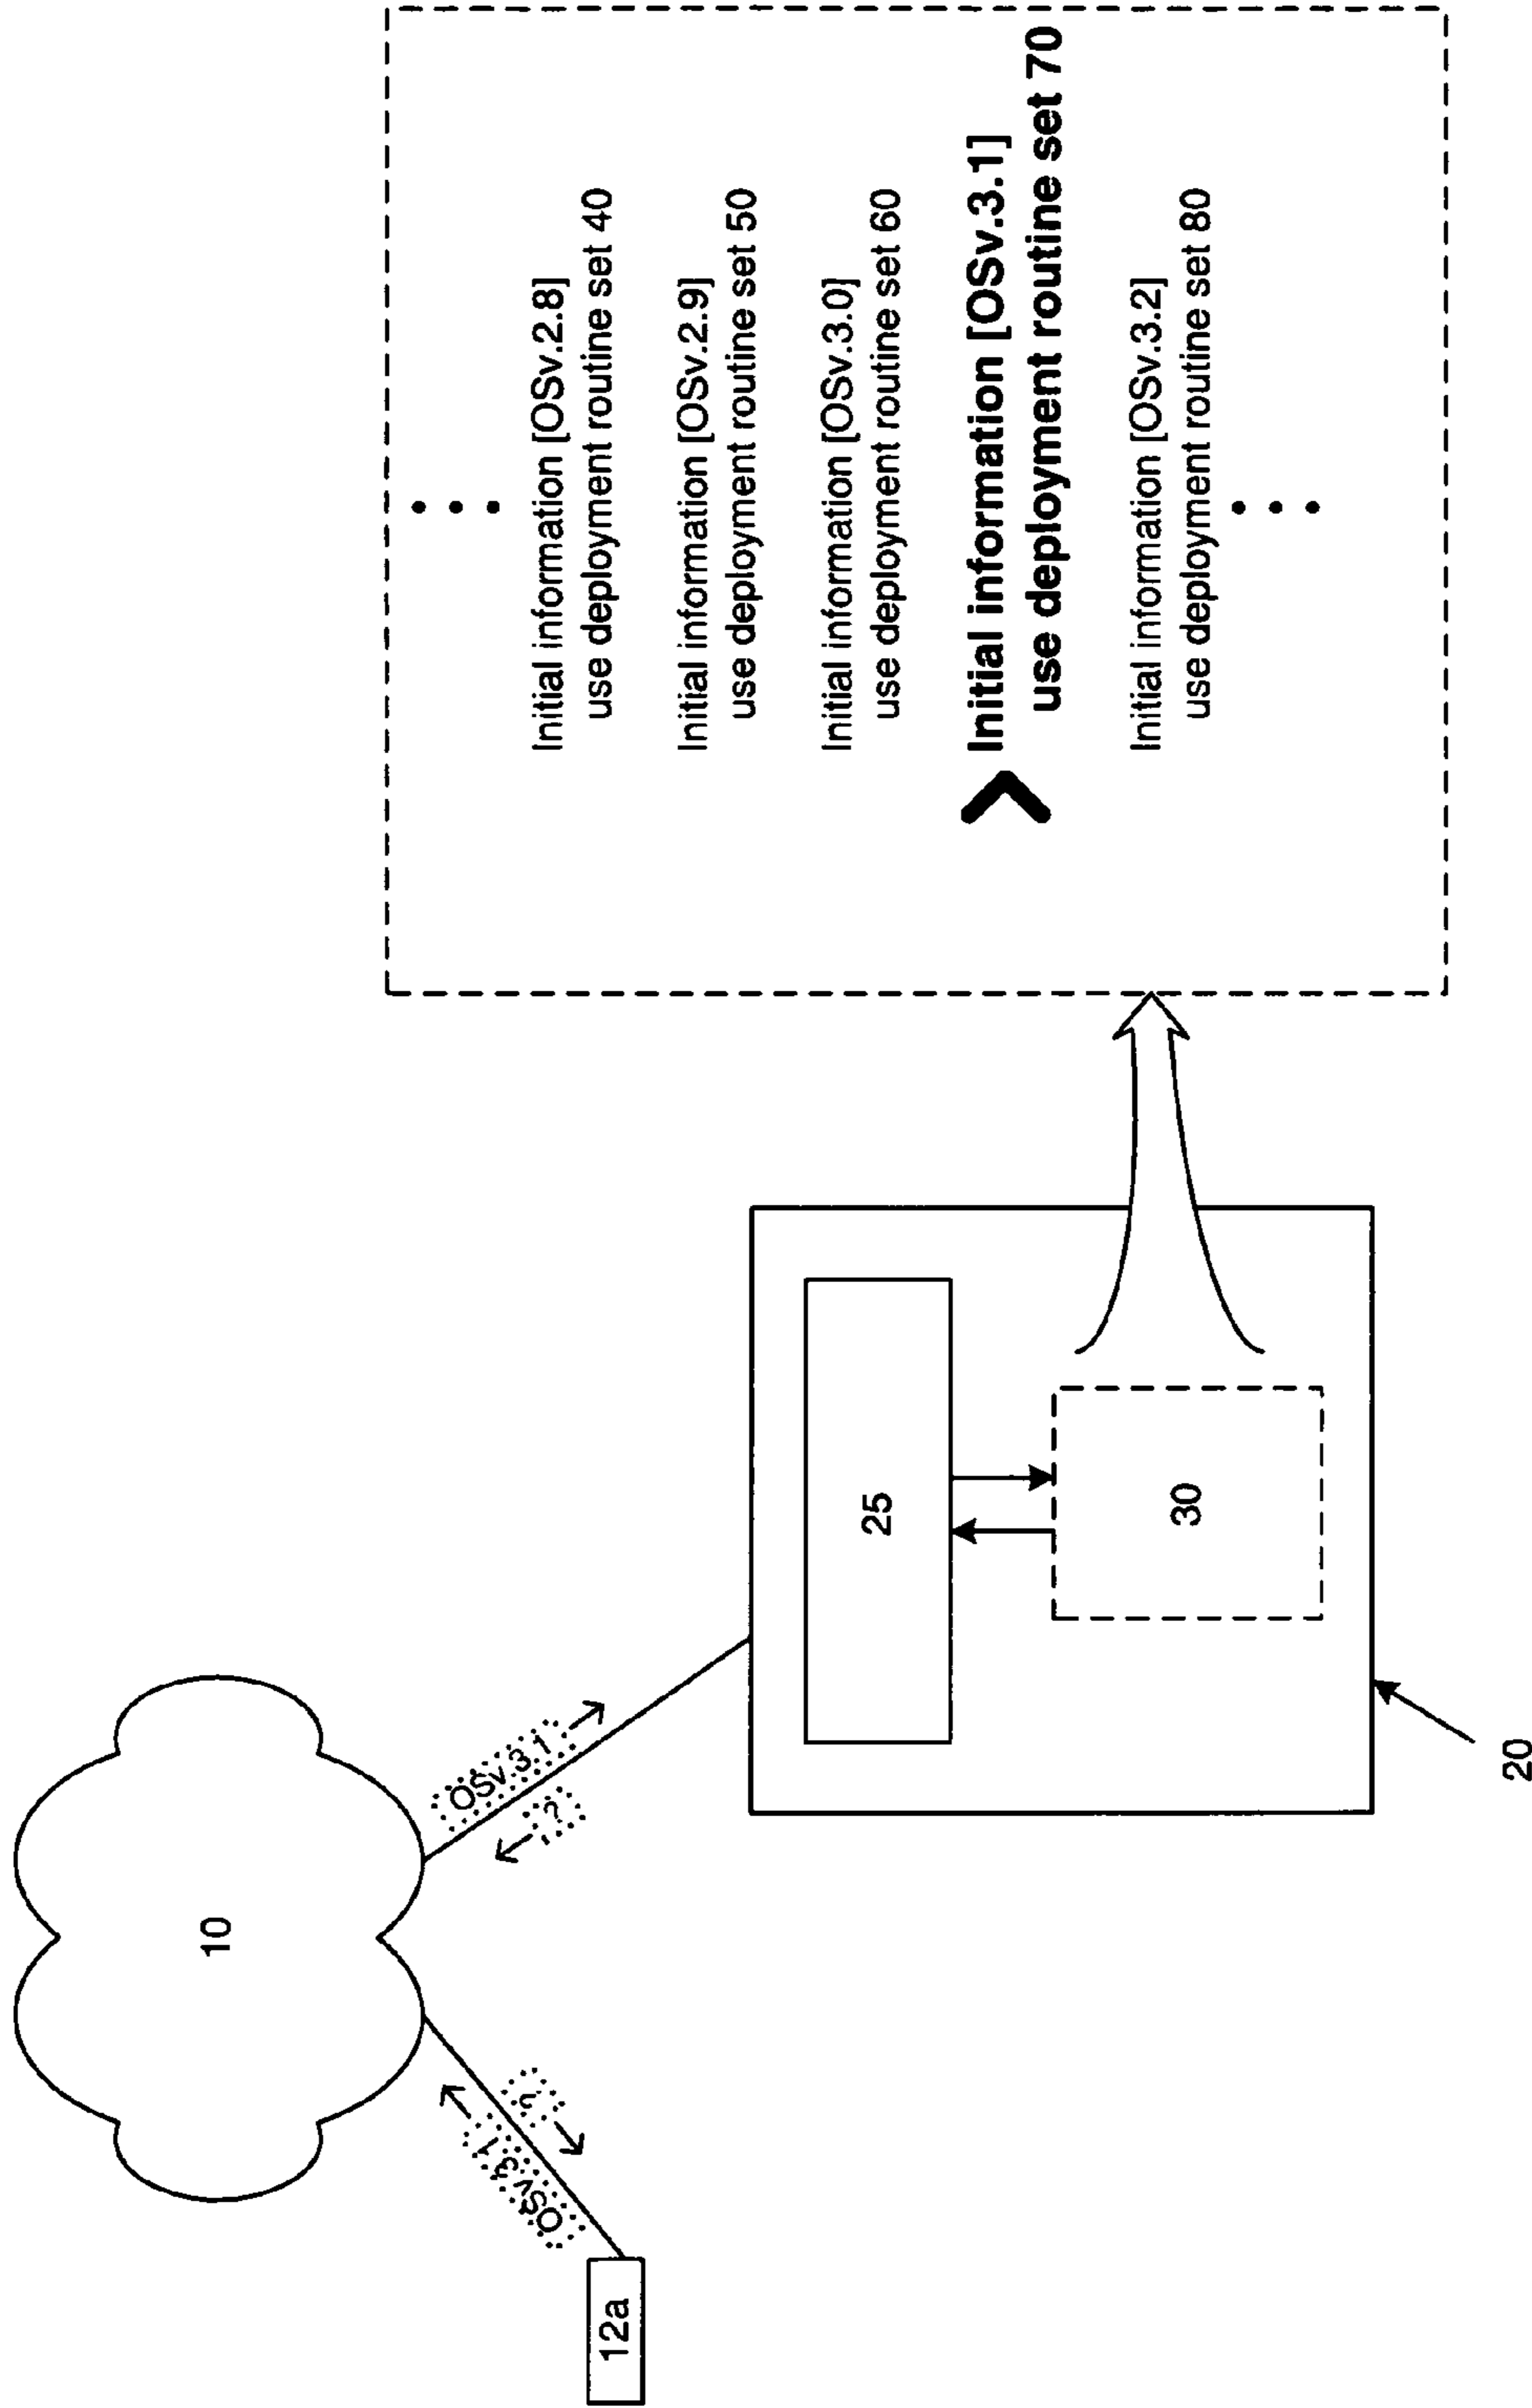 10
OSv.3.1
?
OSv.3.1
?
12a
25
30
20
Initial information [OSv.2.8]
use deployment routine set 40
Initial information [OSv.2.9]
use deployment routine set 50
Initial information [OSv.3.0]
use deployment routine set 60
Initial information [OSv.3.1]
use deployment routine set 70
Initial information [OSv.3.2]
use deployment routine set 80